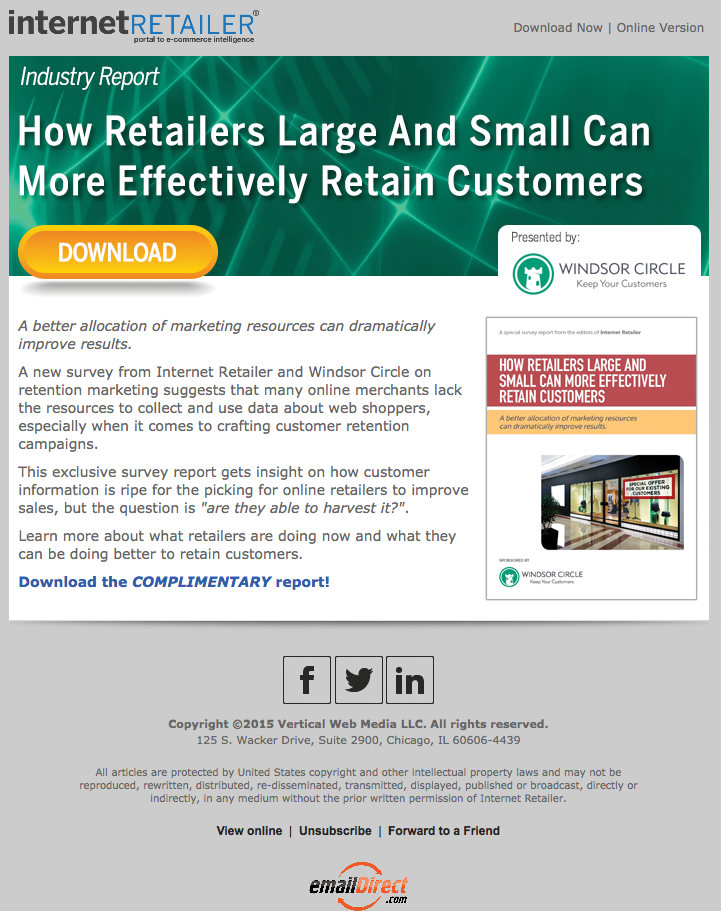 internetRETAILER®
portal to e-commerce intelligence
Download Now | Online Version
Industry Report
How Retailers Large And Small Can
More Effectively Retain Customers
DOWNLOAD
Presented by:
WINDSOR CIRCLE
Keep Your Customers
A better allocation of marketing resources can dramatically
improve results.
A new survey from Internet Retailer and Windsor Circle on
retention marketing suggests that many online merchants lack
the resources to collect and use data about web shoppers,
especially when it comes to crafting customer retention
campaigns.
This exclusive survey report gets insight on how customer
information is ripe for the picking for online retailers to improve
sales, but the question is "are they able to harvest it?".
Learn more about what retailers are doing now and what they
can be doing better to retain customers.
Download the COMPLIMENTARY report!
A special survey report from the editors of Internet Retailer
HOW RETAILERS LARGE AND
SMALL CAN MORE EFFECTIVELY
RETAIN CUSTOMERS
A better allocation of marketing resources
can dramatically improve results.
SPECIAL OFFER
FOR OUR EXISTING
CUSTOMERS
SPONSORED BY
WINDSOR CIRCLE
Keep Your Customers
f
in
Copyright ©2015 Vertical Web Media LLC. All rights reserved.
125 S. Wacker Drive, Suite 2900, Chicago, IL 60606-4439
All articles are protected by United States copyright and other intellectual property laws and may not be
reproduced, rewritten, distributed, re-disseminated, transmitted, displayed, published or broadcast, directly or
indirectly, in any medium without the prior written permission of Internet Retailer.
View online | Unsubscribe | Forward to a Friend
emailDirect
.com